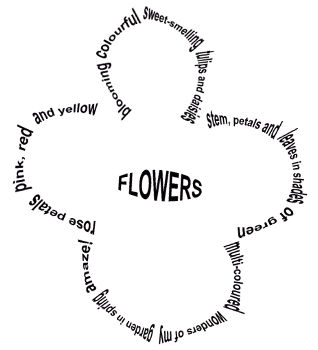 blooming Colourful sweet-smelling tulips and daisies
stem, petals and leaves in shades of green
multi-coloured wonders of my garden in spring amaze!
rose petals pink, red and yellow
FLOWERS